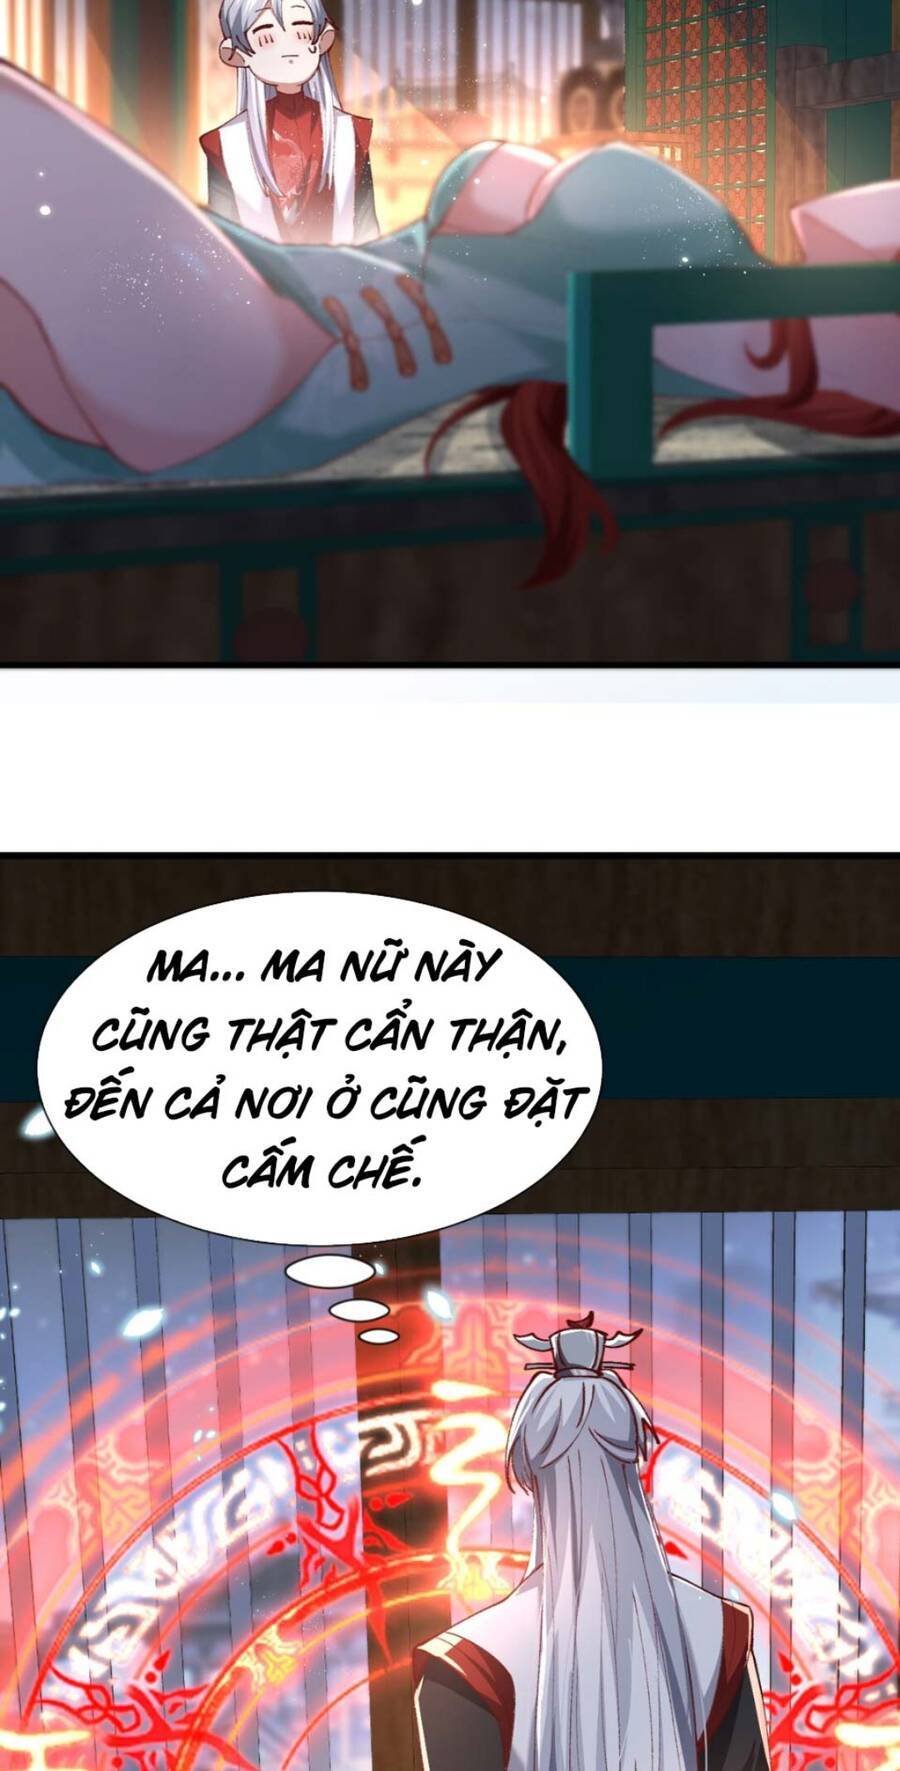 MA... MA NỮ NÀY
CŨNG THẬT CẨN THẬN,
ĐẾN CẢ NƠI Ở CŨNG ĐẶT
CẤM CHẾ.